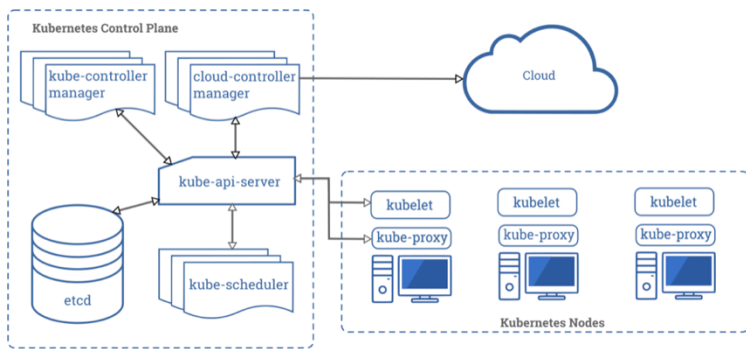 Kubernetes Control Plane
kube-controller
manager
cloud-controller
manager
Cloud
kube-api-server
kubelet
kubelet
kubelet
kube-proxy
kube-proxy
kube-proxy
etcd
kube-scheduler
Kubernetes Nodes